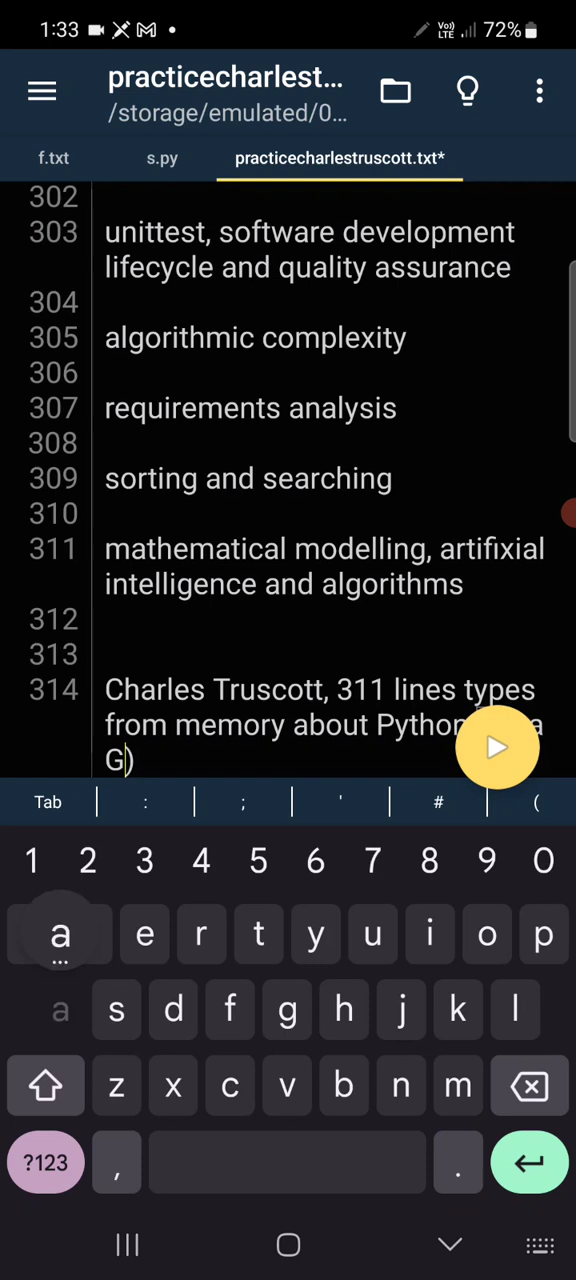 1:33
Vo))
LTE
72%
practicecharlest...
/storage/emulated/0...
f.txt
s.py
practicecharlestruscott.txt*
302
303 unittest, software development
lifecycle and quality assurance
304
305 algorithmic complexity
306
307 requirements analysis
308
309 sorting and searching
310
311 mathematical modelling, artifixial
intelligence and algorithms
312
313
314 Charles Truscott, 311 lines types
from memory about Python a
G)
Tab : ; ' # (
1 2 3 4 5 6 7 8 9 0
a e r t y u i o p
...
a s d f g h j k l
z x c v b n m
?123 , .